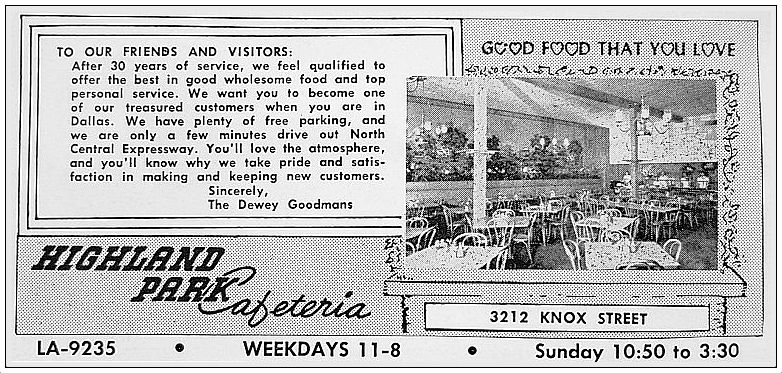 TO OUR FRIENDS AND VISITORS:
After 30 years of service, we feel qualified to
offer the best in good wholesome food and top
personal service. We want you to become one
of our treasured customers when you are in
Dallas. We have plenty of free parking, and
we are only a few minutes drive out North
Central Expressway. You'll love the atmosphere,
and you'll know why we take pride and satis-
faction in making and keeping new customers.
Sincerely,
The Dewey Goodmans
GOOD FOOD THAT YOU LOVE
HIGHLAND
PARK
Cafeteria
3212 KNOX STREET
LA-9235 • WEEKDAYS 11-8 • Sunday 10:50 to 3:30